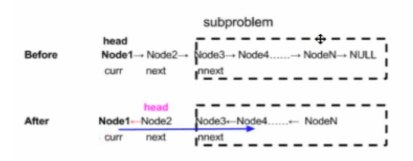 subproblem
head
Before Node1→ Node2→ Node3→ Node4......→ NodeN→ NULL
curr next nnext
head
After Node1←Node2 Node3←Node4......← NodeN
curr next nnext